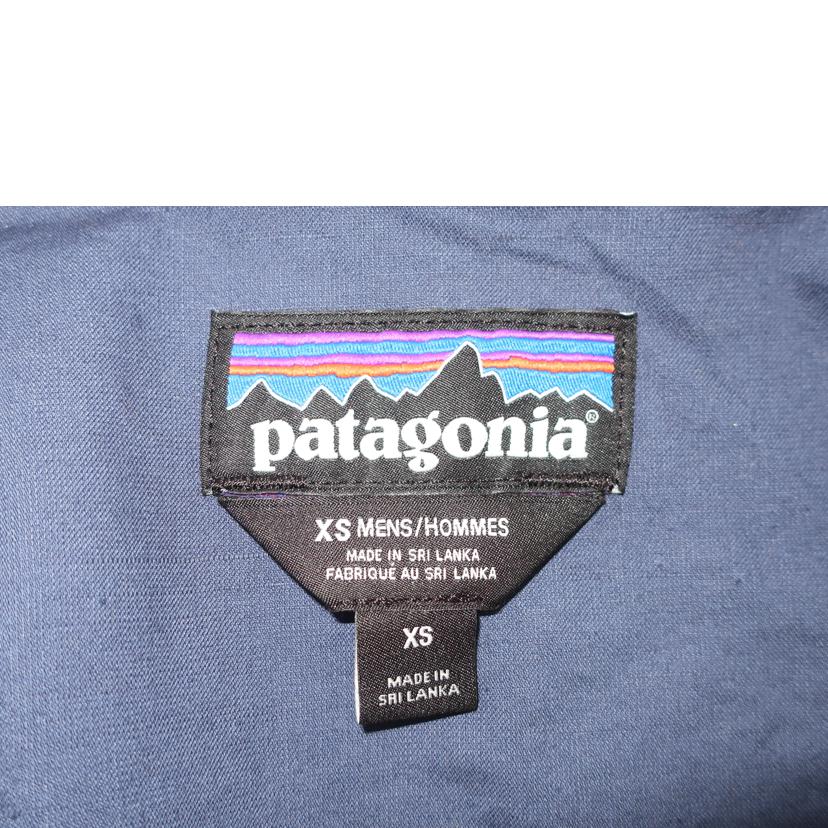 patagonia®
XS MENS/HOMMES
MADE IN SRI LANKA
FABRIQUE AU SRI LANKA
XS
MADE IN
SRI LANKA